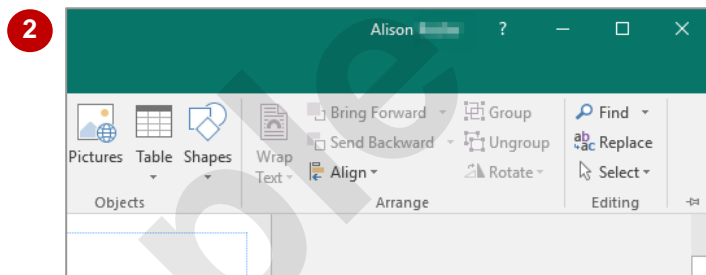 2
Alison
?
Bring Forward
Group
Find
Send Backward
Ungroup
Replace
Pictures
Table
Shapes
Wrap
Text
Align
Rotate
Select
Objects
Arrange
Editing
ple